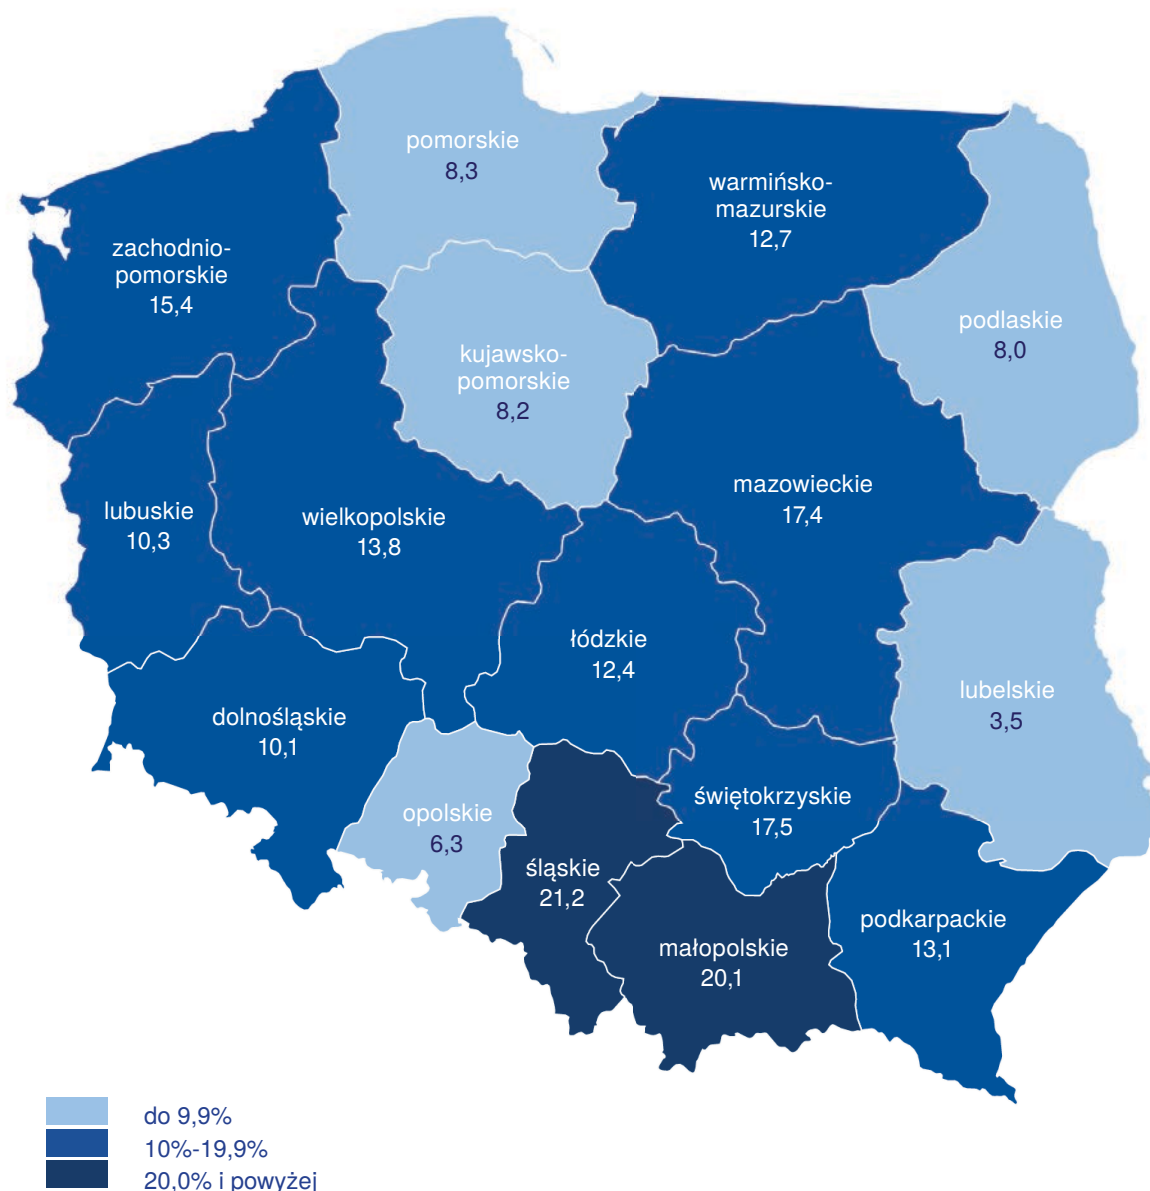 pomorskie
8,3
warmińsko-
mazurskie
12,7
zachodnio-
pomorskie
15,4
podlaskie
8,0
kujawsko-
pomorskie
8,2
mazowieckie
17,4
lubuskie
10,3
wielkopolskie
13,8
łódzkie
12,4
lubelskie
3,5
dolnośląskie
10,1
świętokrzyskie
17,5
opolskie
6,3
śląskie
21,2
podkarpackie
13,1
małopolskie
20,1
do 9,9%
10%-19,9%
20,0% i powyżej